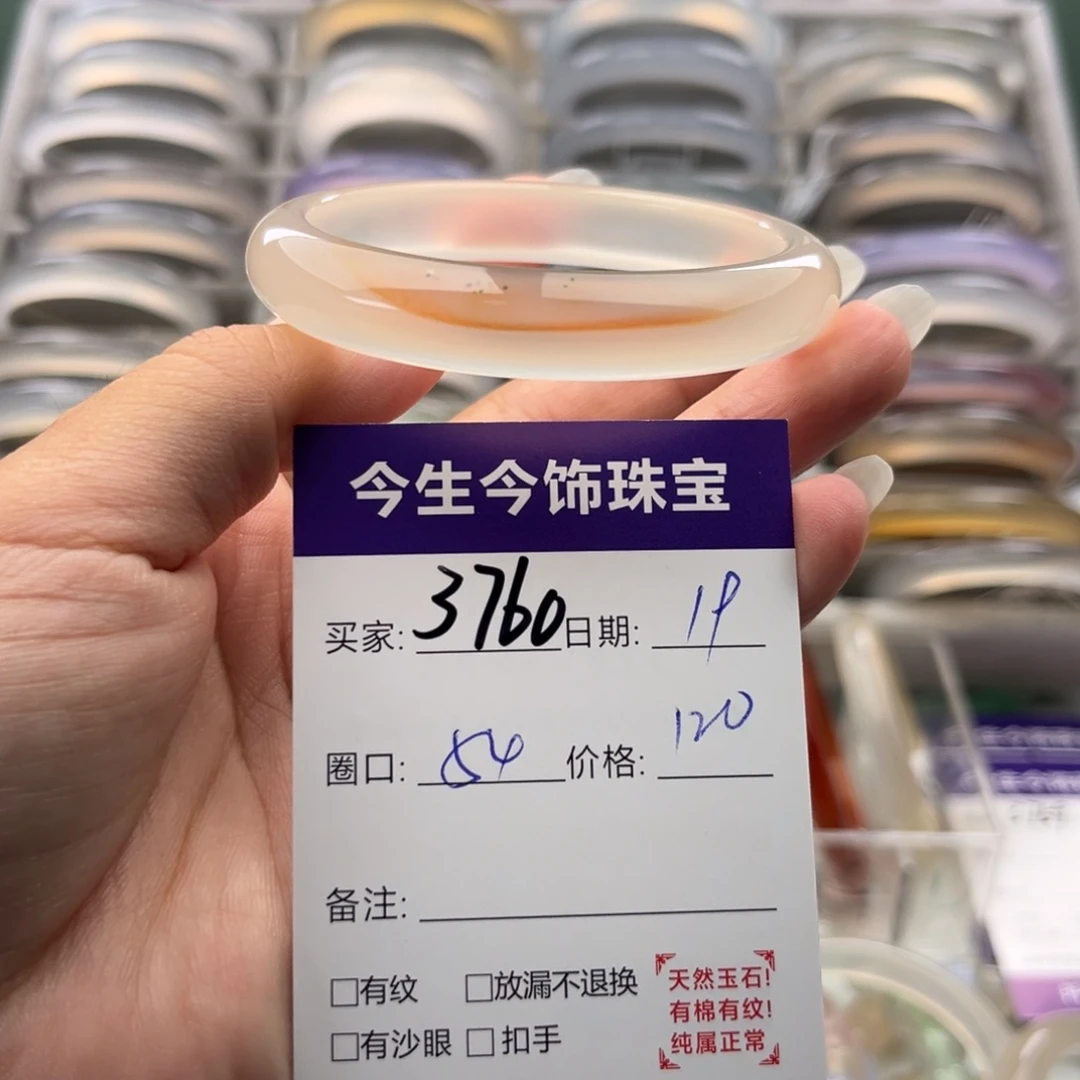 今生今饰珠宝
买家: 3760 日期: 19
圈口: 54 价格: 120
备注:
□有纹 □放漏不退换
□有沙眼 □扣手
天然玉石!
有棉有纹!
纯属正常